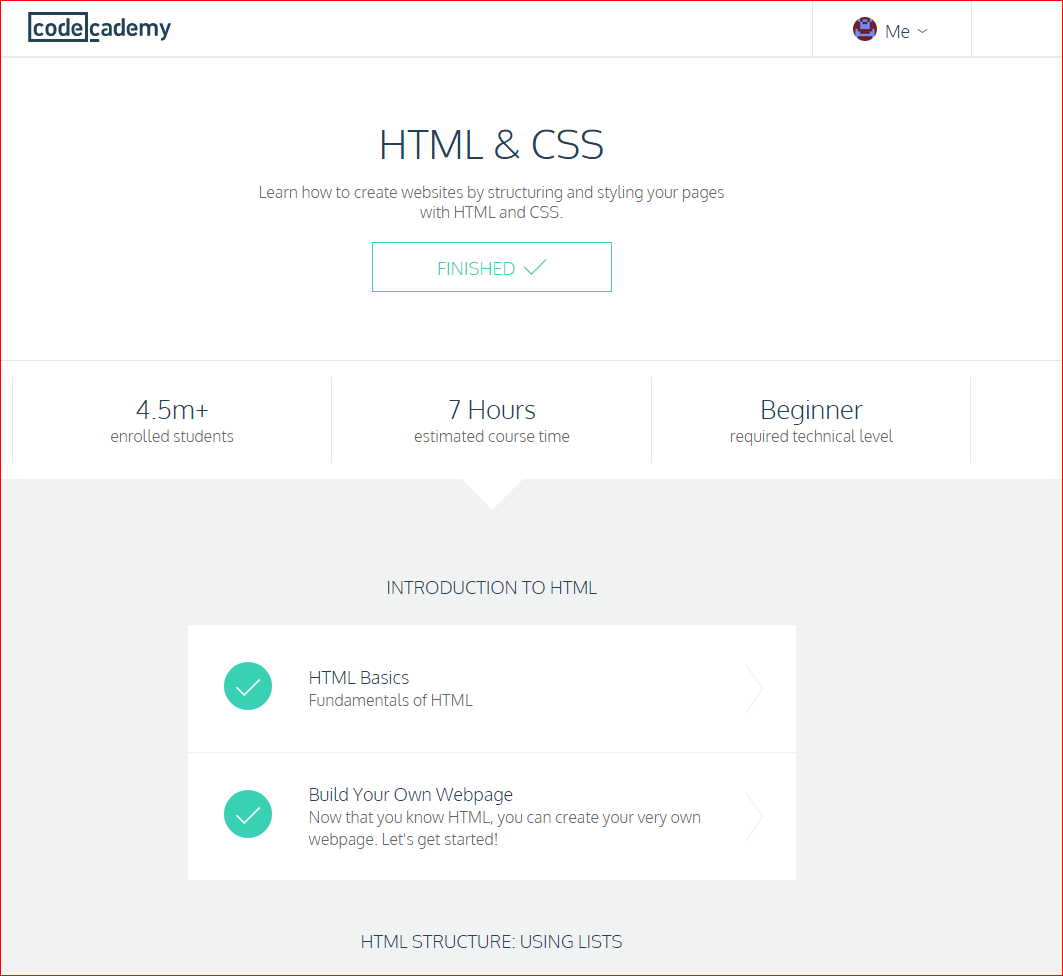 codecademy
Me
HTML & CSS
Learn how to create websites by structuring and styling your pages
with HTML and CSS.
FINISHED
4.5m+
enrolled students
7 Hours
estimated course time
Beginner
required technical level
INTRODUCTION TO HTML
HTML Basics
Fundamentals of HTML
Build Your Own Webpage
Now that you know HTML, you can create your very own
webpage. Let's get started!
HTML STRUCTURE: USING LISTS